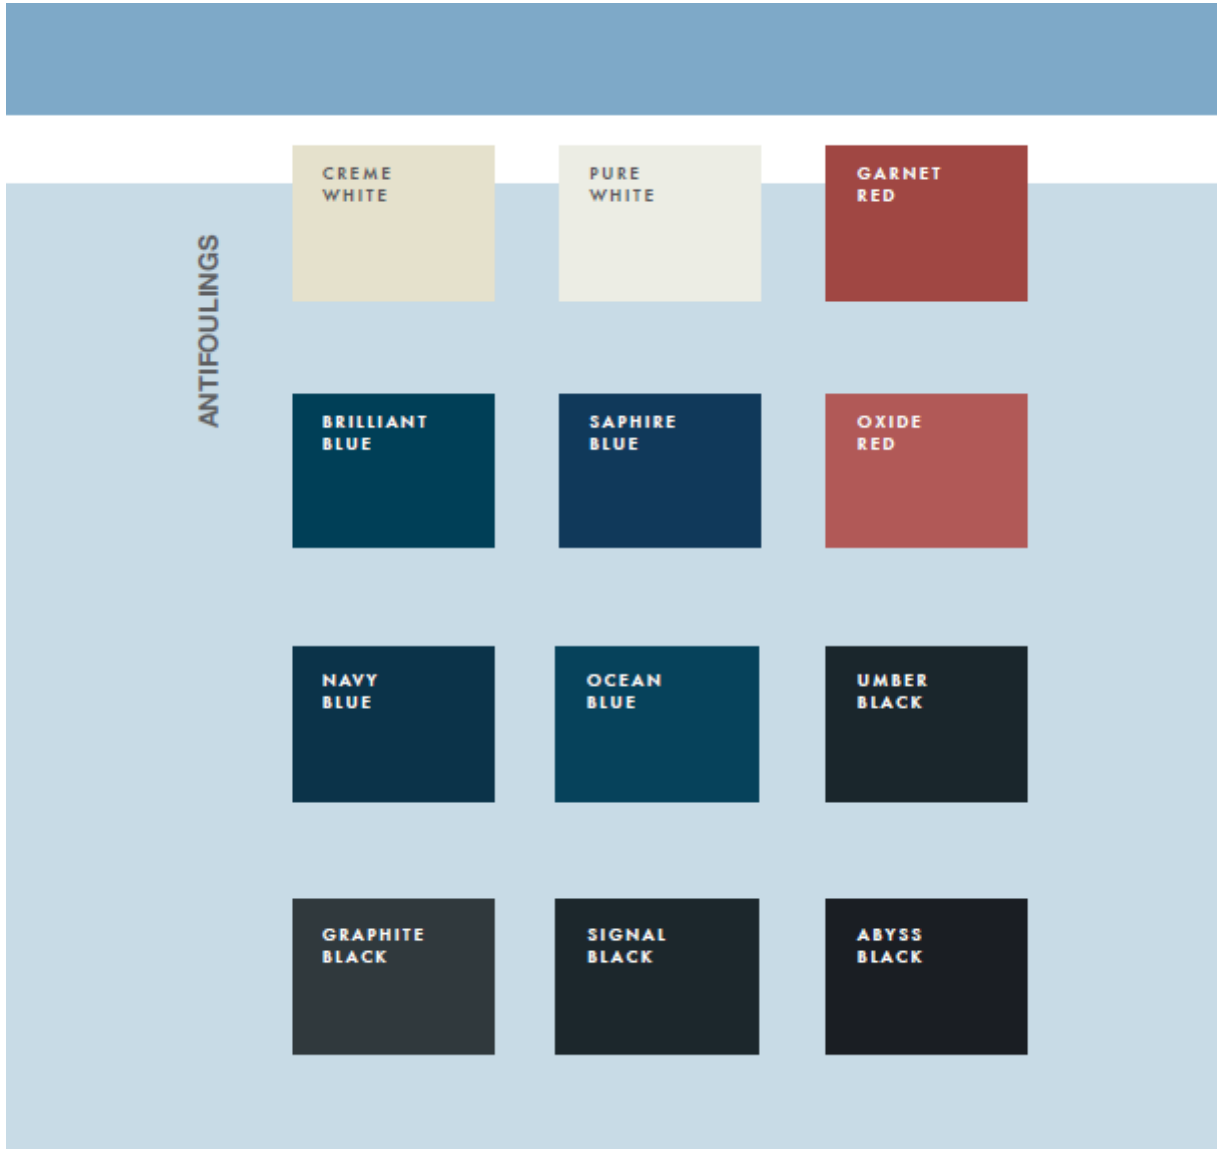 CREME
WHITE
PURE
WHITE
GARNET
RED
ANTIFOULINGS
BRILLIANT
BLUE
SAPHIRE
BLUE
OXIDE
RED
NAVY
BLUE
OCEAN
BLUE
UMBER
BLACK
GRAPHITE
BLACK
SIGNAL
BLACK
ABYSS
BLACK